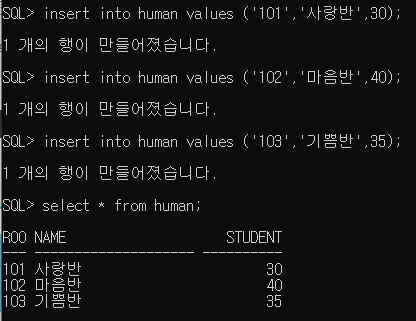 SQL> insert into human values ('101','사랑반',30);
1 개의 행이 만들어졌습니다.
SQL> insert into human values ('102','마음반',40);
1 개의 행이 만들어졌습니다.
SQL> insert into human values ('103','기쁨반',35);
1 개의 행이 만들어졌습니다.
SQL> select * from human;
ROO NAME STUDENT
--- -------------------- ----------
101 사랑반 30
102 마음반 40
103 기쁨반 35